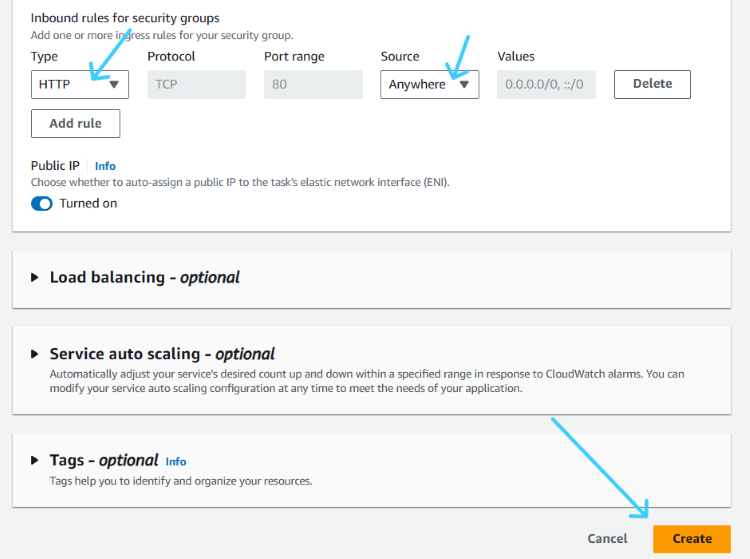 Inbound rules for security groups
Add one or more ingress rules for your security group.
Type Protocol Port range Source Values
HTTP TCP 80 Anywhere 0.0.0.0/0, ::/0 Delete
Add rule
Public IP Info
Choose whether to auto-assign a public IP to the task's elastic network interface (ENI).
Turned on
Load balancing - optional
Service auto scaling - optional
Automatically adjust your service's desired count up and down within a specified range in response to CloudWatch alarms. You can
modify your service auto scaling configuration at any time to meet the needs of your application.
Tags - optional Info
Tags help you to identify and organize your resources.
Cancel Create